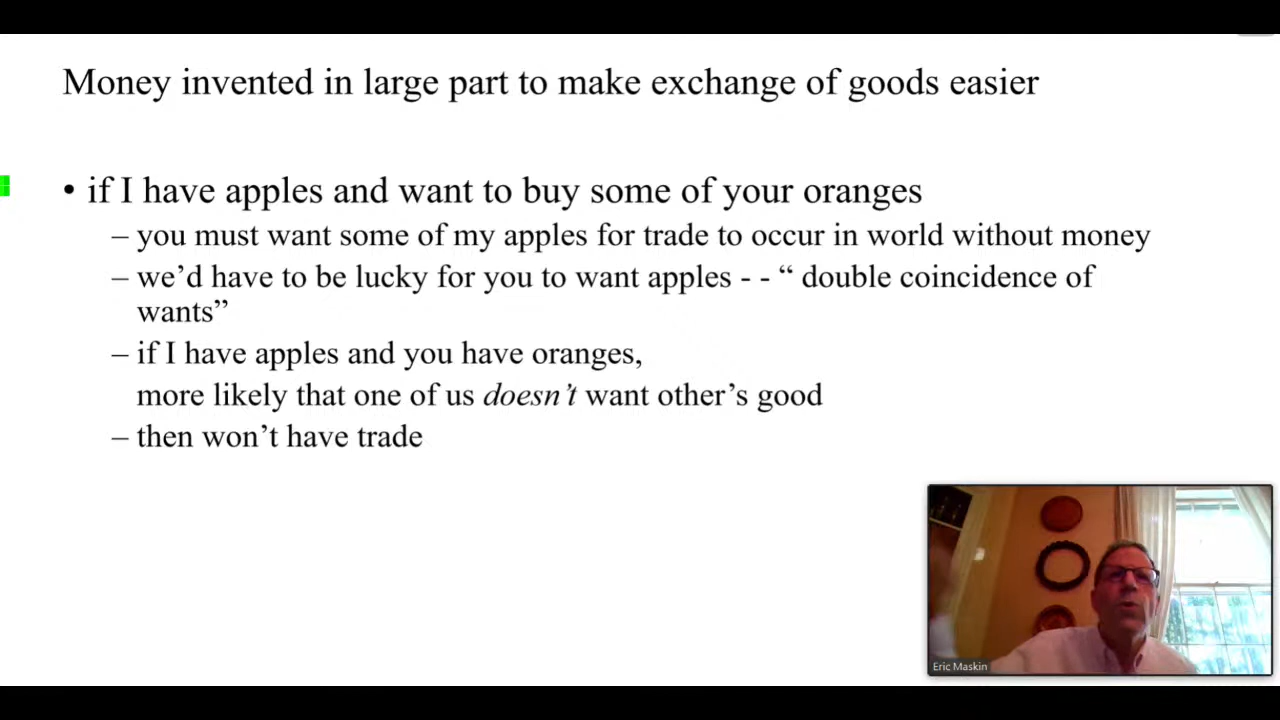 Money invented in large part to make exchange of goods easier
• if I have apples and want to buy some of your oranges
– you must want some of my apples for trade to occur in world without money
– we’d have to be lucky for you to want apples - - “ double coincidence of
wants”
– if I have apples and you have oranges,
more likely that one of us doesn’t want other’s good
– then won’t have trade
Eric Maskin